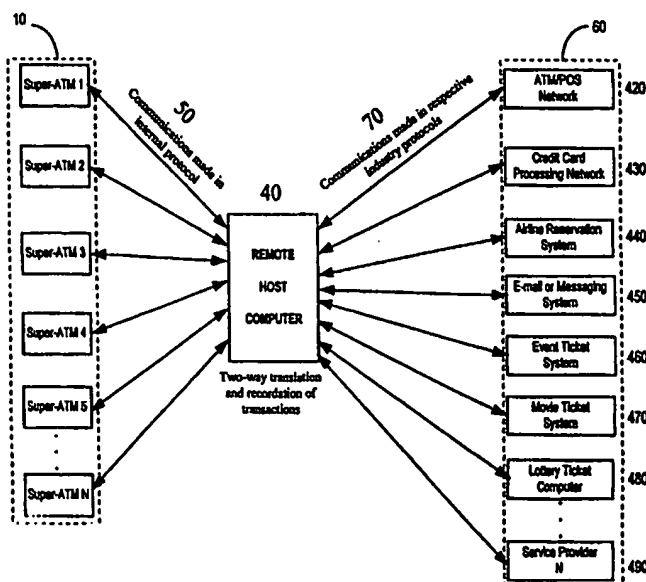 10
Super-ATM 1
Super-ATM 2
Super-ATM 3
Super-ATM 4
Super-ATM 5
Super-ATM N
50
Communications made in
internal protocol
40
REMOTE
HOST
COMPUTER
Two-way translation
and recordation of
transactions
70
Communications made in respective
industry protocols
60
ATM/POS
Network
420
Credit Card
Processing Network
430
Airline Reservation
System
440
E-mail or Messaging
System
450
Event Ticket
System
460
Movie Ticket
System
470
Lottery Ticket
Computer
480
Service Provider
N
490